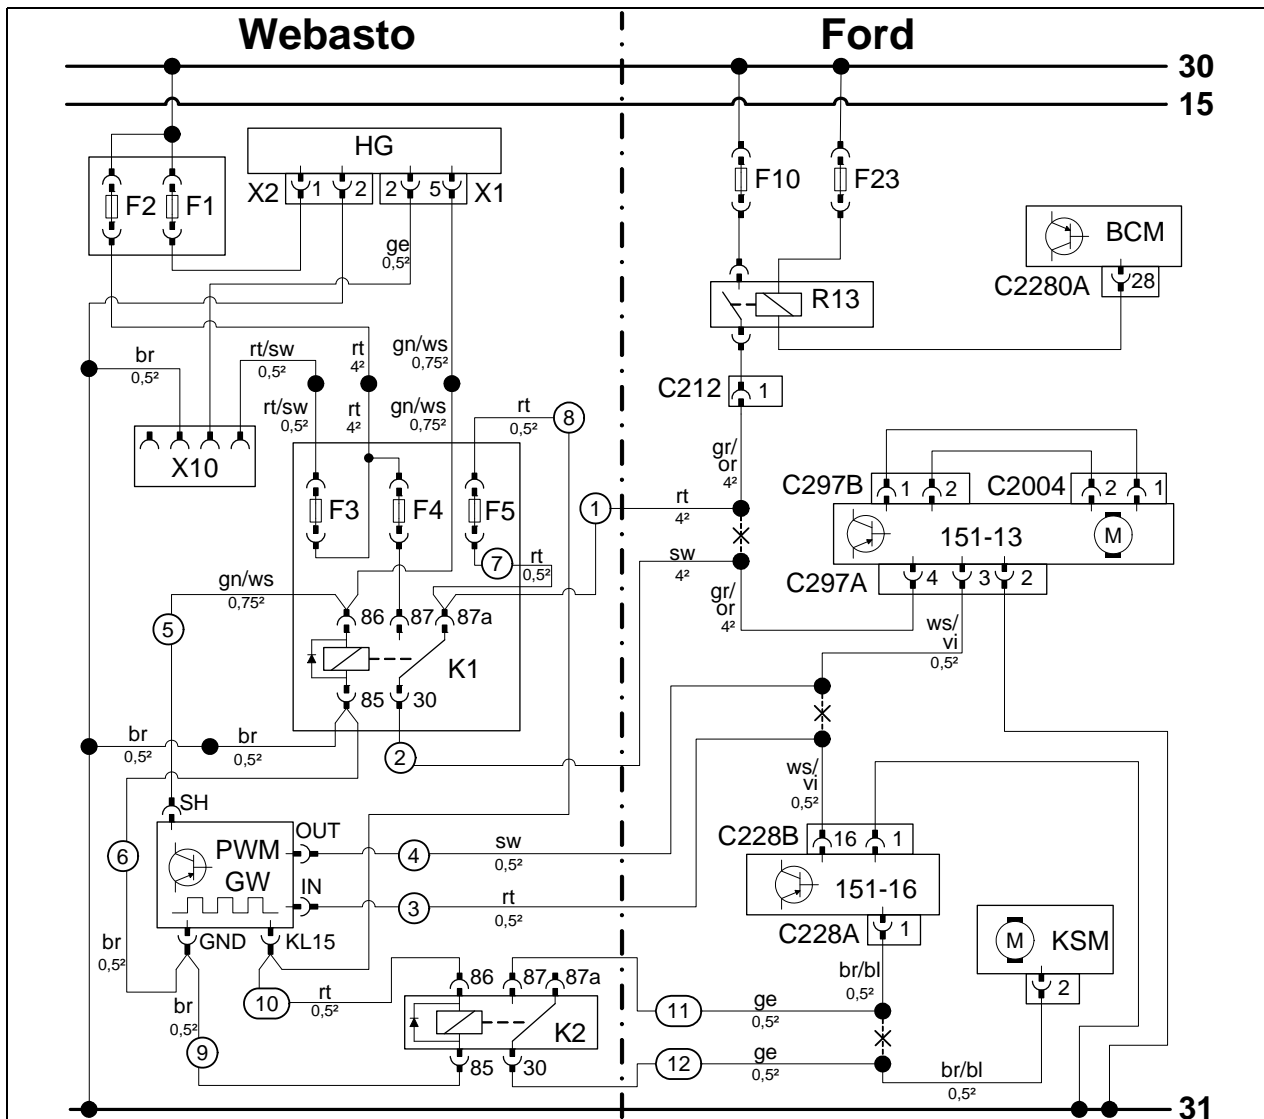 Webasto
Ford
30
15
HG
X2 1 2 2 5 X1
F2 F1
F10 F23
BCM
C2280A 28
R13
ge
0,5²
br
0,5²
rt/sw
0,5²
rt
4²
gn/ws
0,75²
rt/sw
0,5²
rt
4²
gn/ws
0,75²
rt
0,5²
8
C212 1
X10
gr/
or
4²
C297B 1 2 C2004 2 1
F3 F4 F5
1
rt
4²
151-13 M
7
rt
0,5²
sw
4²
C297A 4 3 2
gn/ws
0,75²
gr/
or
4²
86 87 87a
5
ws/
vi
0,5²
K1
85 30
br
0,5²
br
0,5²
2
ws/
vi
0,5²
SH
OUT
C228B 16 1
6
PWM
GW
4
sw
0,5²
IN
3
rt
0,5²
151-16
C228A 1
M KSM
2
GND KL15
br
0,5²
br
0,5²
10
rt
0,5²
86 87 87a
br/bl
0,5²
11
ge
0,5²
K2
9
85 30
12
ge
0,5²
br/bl
0,5²
31